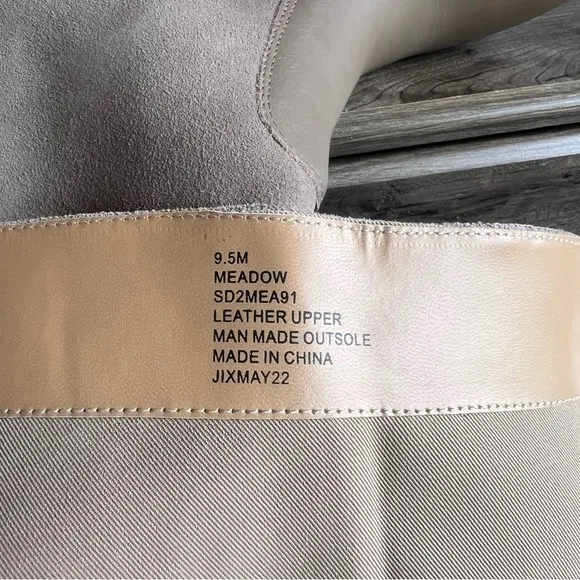 9.5M
MEADOW
SD2MEA91
LEATHER UPPER
MAN MADE OUTSOLE
MADE IN CHINA
JIXMAY22